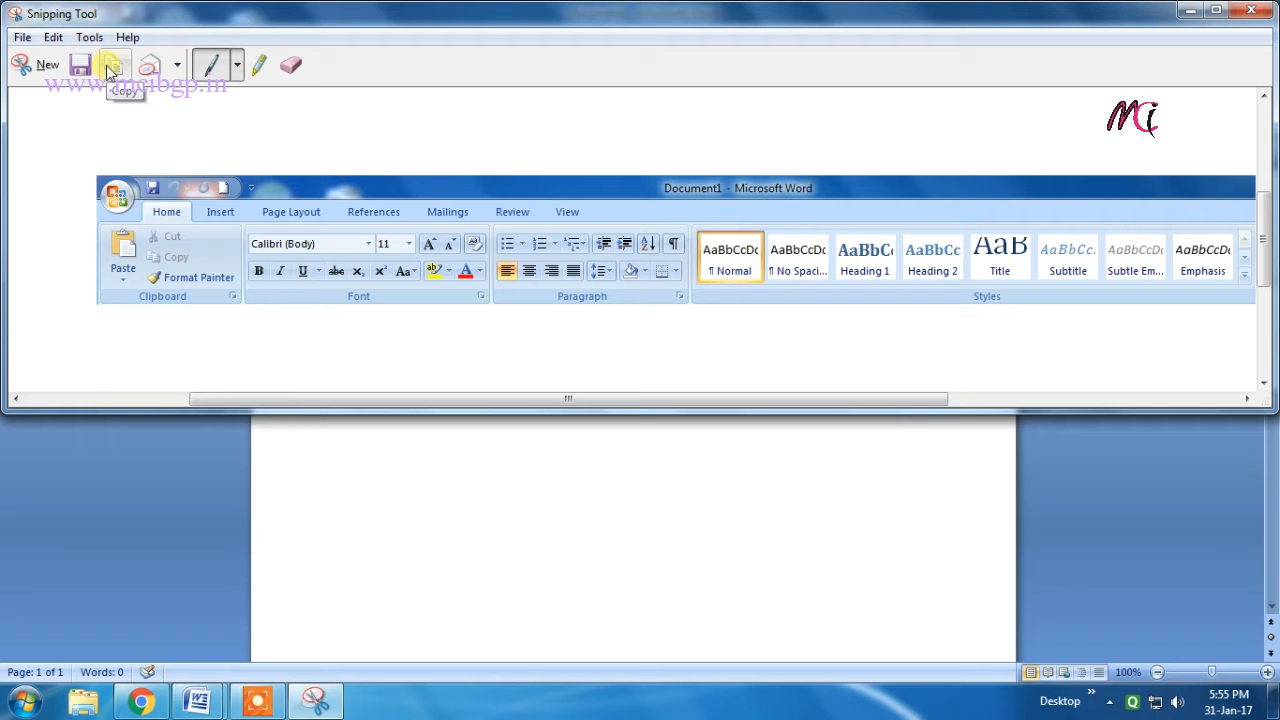 Snipping Tool
File Edit Tools Help
New
www.mcibgp.in
Copy
MCi
Document1 - Microsoft Word
Home Insert Page Layout References Mailings Review View
Paste
Cut
Copy
Format Painter
Clipboard
Calibri (Body) 11
Font
Paragraph
AaBbCcDc AaBbCcDc AaBbC AaBbCc AaB AaBbCc. AaBbCcDc AaBbCcDc
¶ Normal ¶ No Spaci... Heading 1 Heading 2 Title Subtitle Subtle Em... Emphasis
Styles
Page: 1 of 1 Words: 0 100%
Desktop
5:55 PM
31-Jan-17